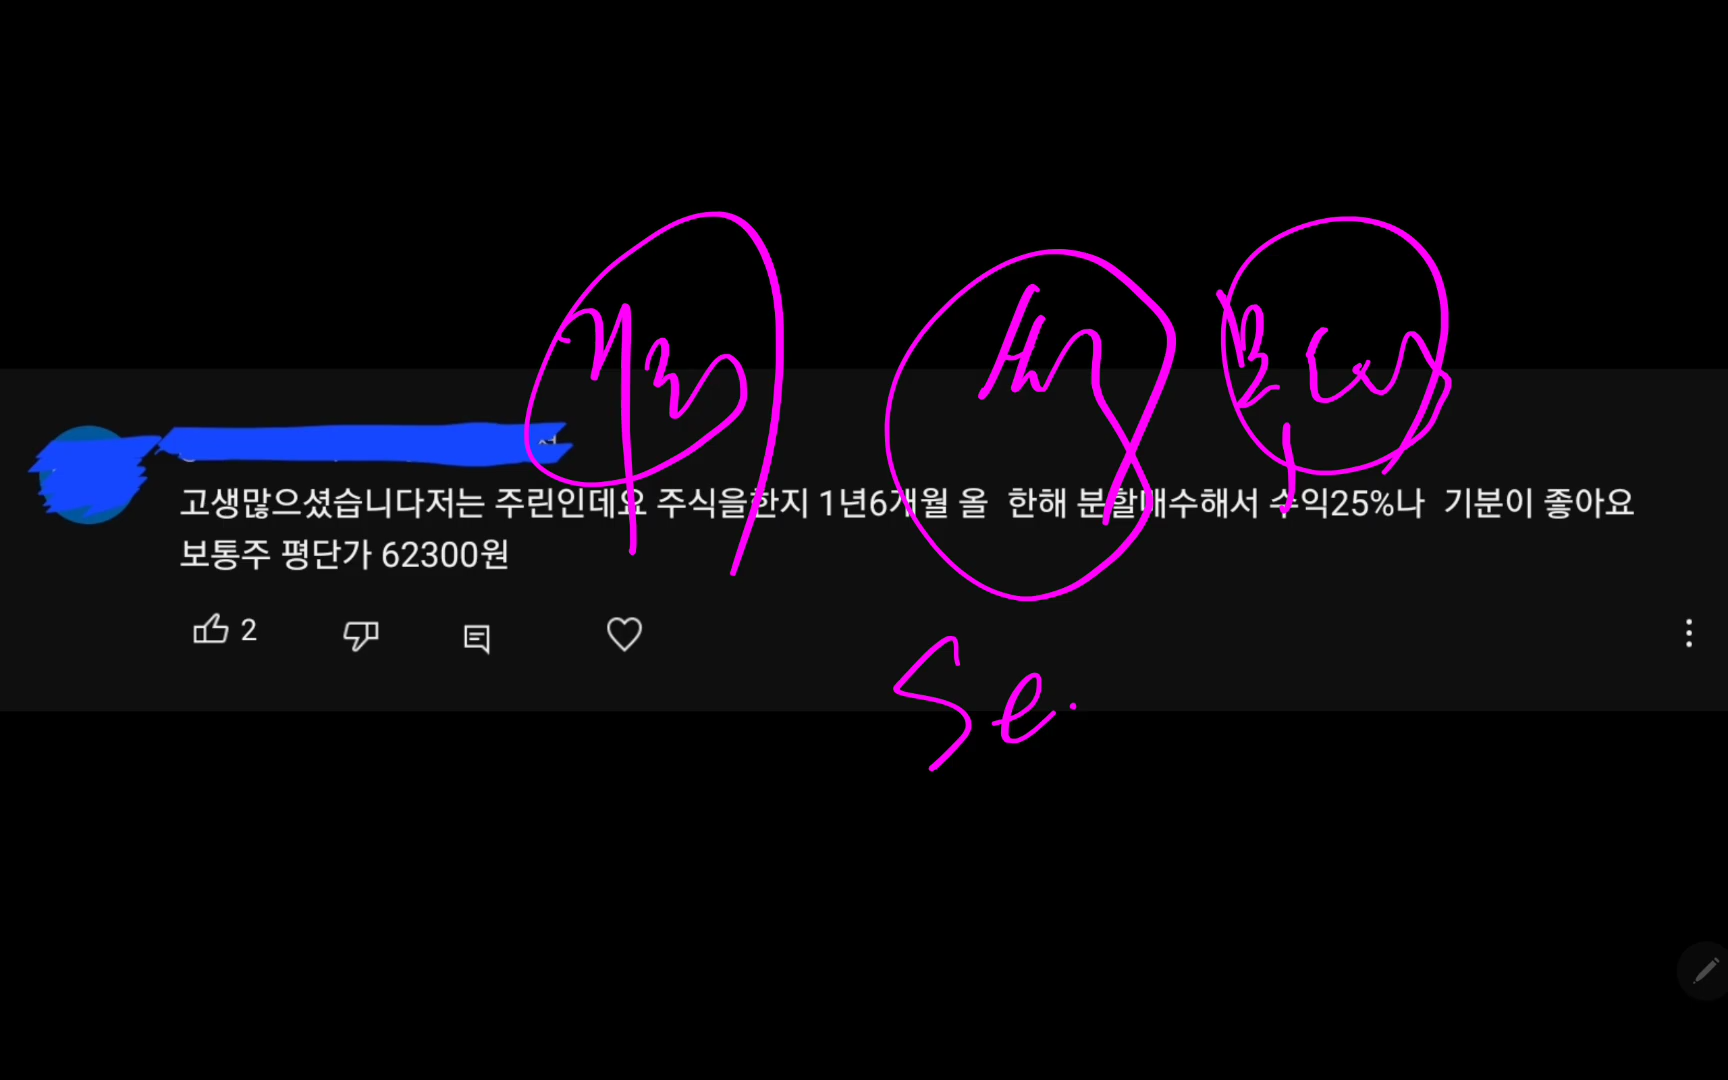 고생많으셨습니다저는 주린인데요 주식을한지 1년6개월 올  한해 분할매수해서 수익25%나  기분이 좋아요
보통주 평단가 62300원
2
Se.